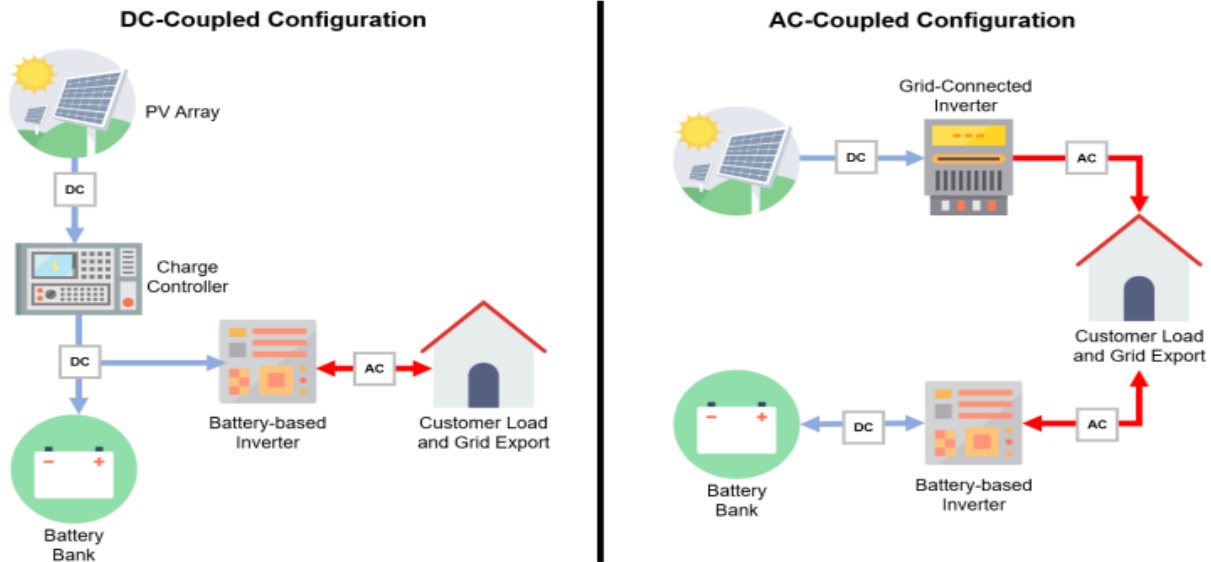 DC-Coupled Configuration
PV Array
DC
Charge
Controller
DC
AC
Battery-based
Inverter
Customer Load
and Grid Export
Battery
Bank
AC-Coupled Configuration
Grid-Connected
Inverter
DC
AC
Customer Load
and Grid Export
DC
AC
Battery
Bank
Battery-based
Inverter